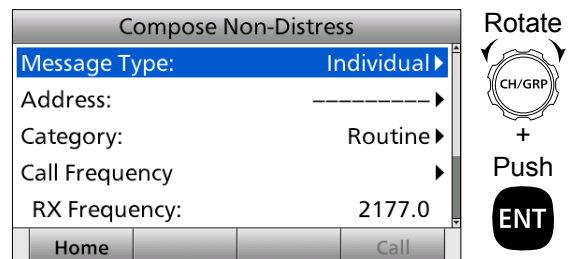 Compose Non-Distress
Message Type: Individual
Address: –––––––––
Category: Routine
Call Frequency
RX Frequency: 2177.0
Home Call
Rotate
CH/GRP
+
Push
ENT